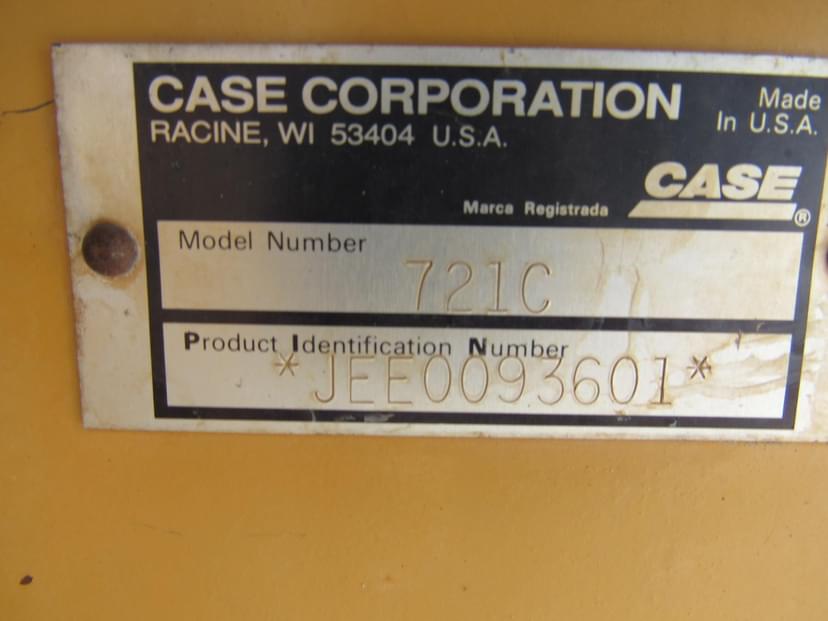 CASE CORPORATION
RACINE, WI 53404 U.S.A.
Made
In U.S.A.
CASE
Marca Registrada ®
Model Number
721C
Product Identification Number
*JEE0093601*